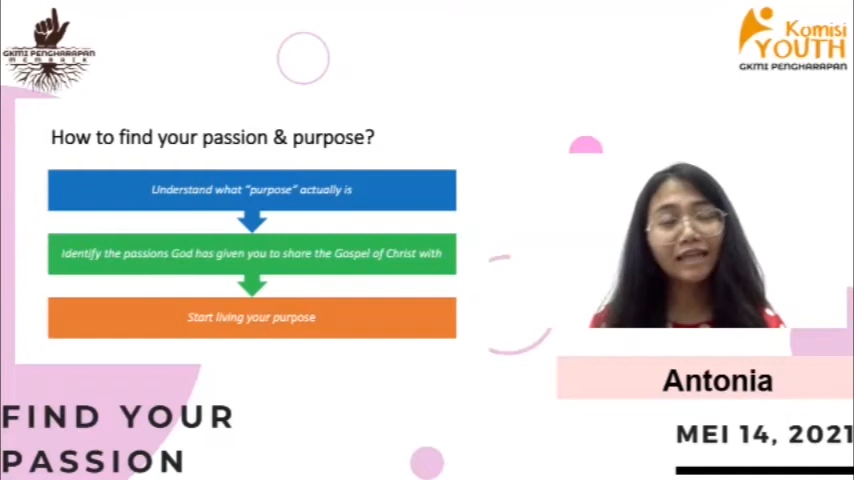 GKMI PENGHARAPAN
MEMBAIK
Komisi
YOUTH
GKMI PENGHARAPAN
How to find your passion & purpose?
Understand what "purpose" actually is
Identify the passions God has given you to share the Gospel of Christ with
Start living your purpose
Antonia
FIND YOUR
PASSION
MEI 14, 2021